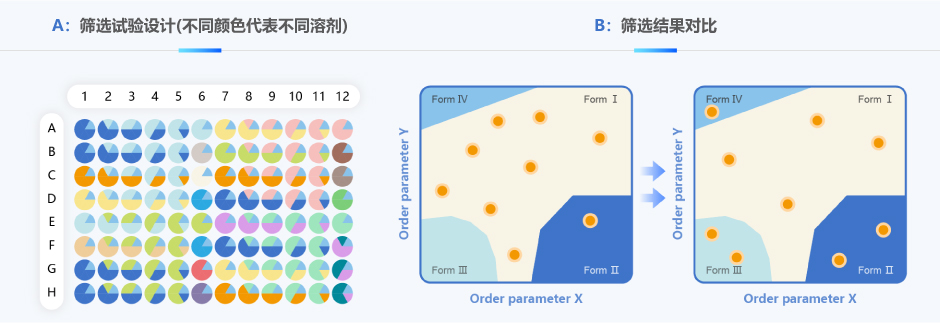 A：筛选试验设计(不同颜色代表不同溶剂)
B：筛选结果对比
1 2 3 4 5 6 7 8 9 10 11 12
A
B
C
D
E
F
G
H
Order parameter Y
Form Ⅳ
Form Ⅰ
Form Ⅲ
Form Ⅱ
Order parameter X
Order parameter Y
Form Ⅳ
Form Ⅰ
Form Ⅲ
Form Ⅱ
Order parameter X